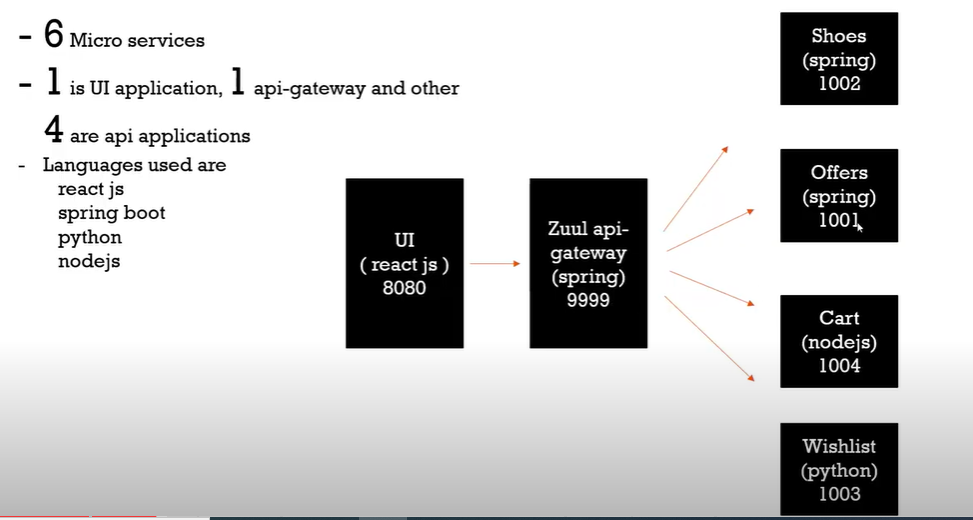 - 6 Micro services
- 1 is UI application, 1 api-gateway and other
4 are api applications
- Languages used are
react js
spring boot
python
nodejs
UI
( react js )
8080
Zuul api-
gateway
(spring)
9999
Shoes
(spring)
1002
Offers
(spring)
1001
Cart
(nodejs)
1004
Wishlist
(python)
1003